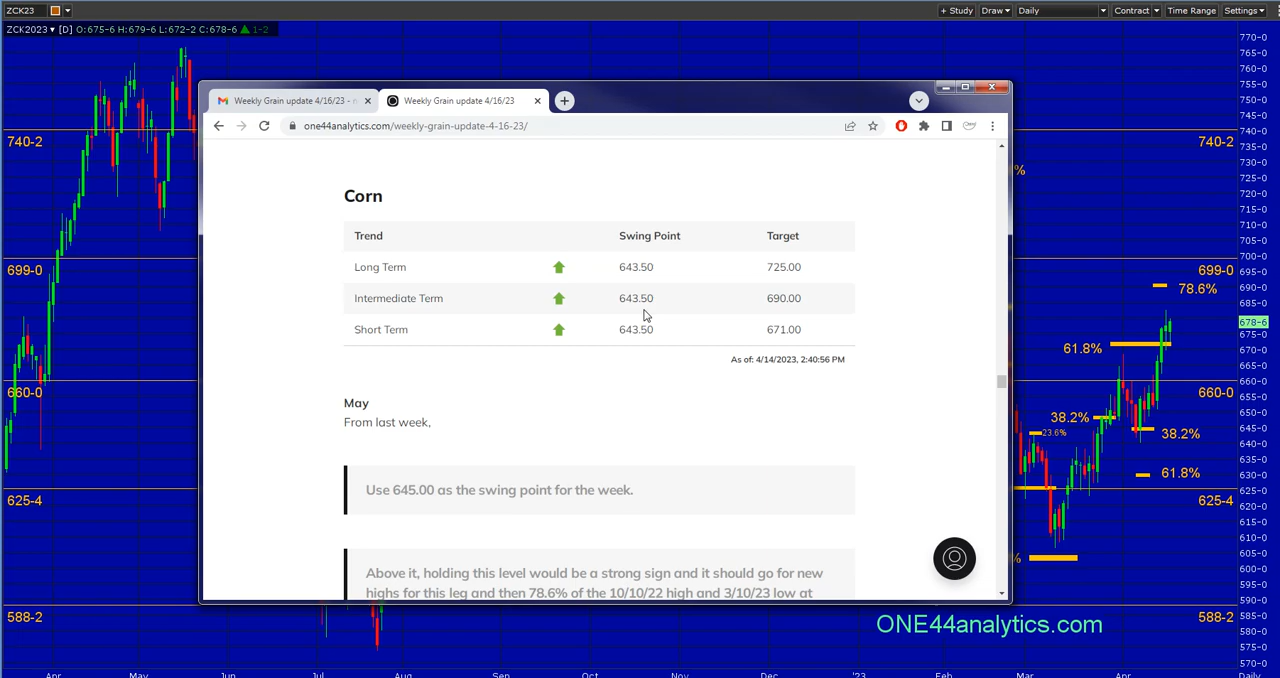 ZCK23
+ Study
Draw
Daily
Contract
Time Range
Settings
ZCK2023 [D] O:675-6 H:679-6 L:672-2 C:678-6 1-2
Weekly Grain update 4/16/23 - n
Weekly Grain update 4/16/23
one44analytics.com/weekly-grain-update-4-16-23/
Corn
Trend Swing Point Target
Long Term 643.50 725.00
Intermediate Term 643.50 690.00
Short Term 643.50 671.00
As of: 4/14/2023, 2:40:56 PM
May
From last week,
Use 645.00 as the swing point for the week.
Above it, holding this level would be a strong sign and it should go for new
highs for this leg and then 78.6% of the 10/10/22 high and 3/10/23 low at
740-2
699-0
660-0
625-4
588-2
%
78.6%
61.8%
38.2%
23.6%
38.2%
61.8%
%
740-2
699-0
660-0
625-4
588-2
770-0
765-0
760-0
755-0
750-0
745-0
740-0
735-0
730-0
725-0
720-0
715-0
710-0
705-0
700-0
695-0
690-0
685-0
678-6
675-0
670-0
665-0
660-0
655-0
650-0
645-0
640-0
635-0
630-0
625-0
620-0
615-0
610-0
605-0
600-0
595-0
590-0
585-0
580-0
575-0
570-0
ONE44analytics.com
Apr May Jun Jul Aug Sep Oct Nov Dec '23 Feb Mar Apr Daily